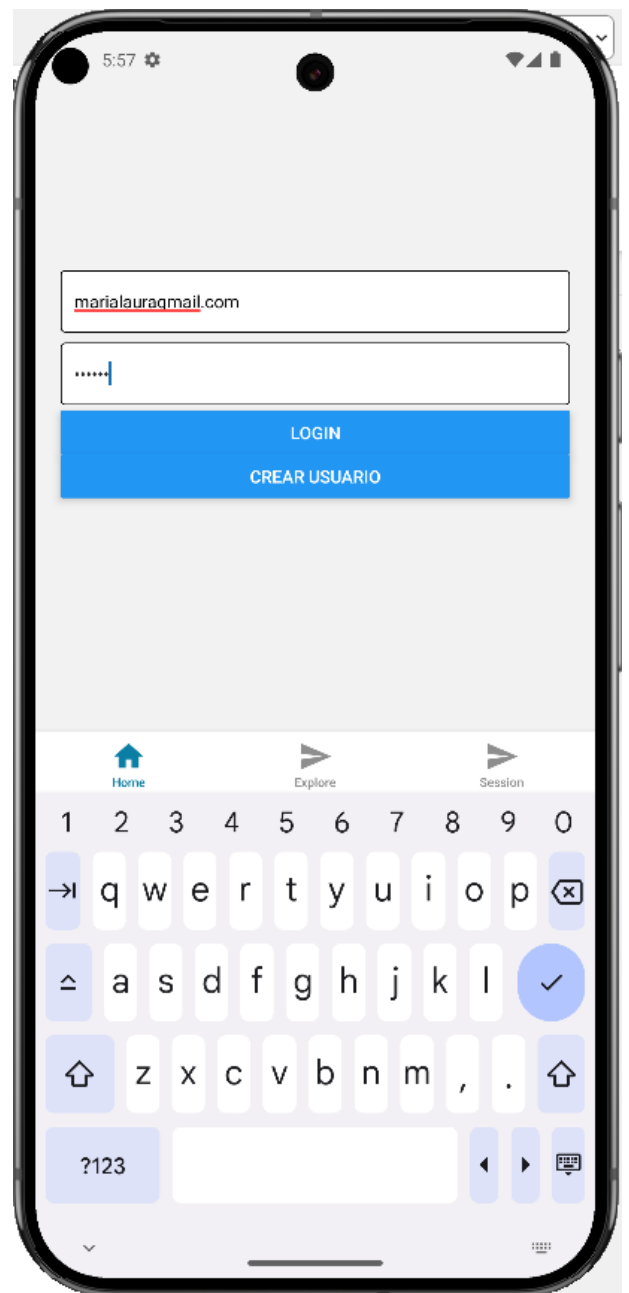 5:57
marialauragmail.com
••••••
LOGIN
CREAR USUARIO
Home Explore Session
1 2 3 4 5 6 7 8 9 0
q w e r t y u i o p
a s d f g h j k l
z x c v b n m , .
?123